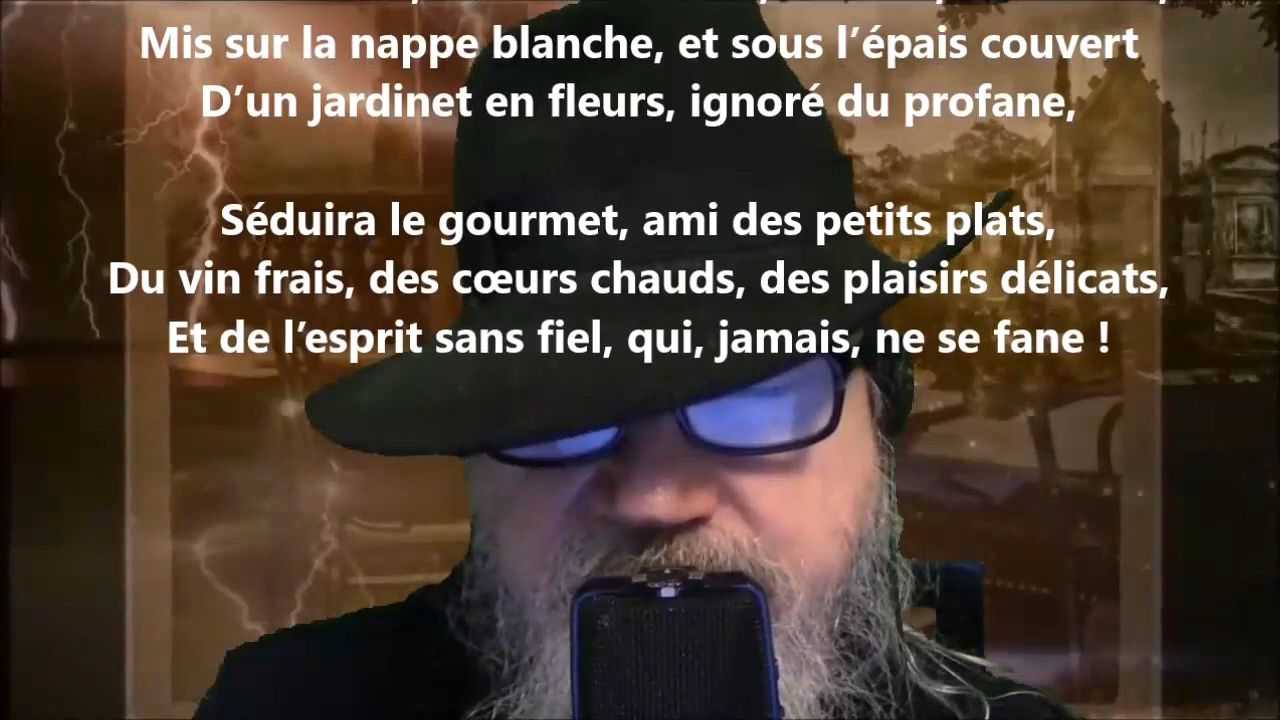 Mis sur la nappe blanche, et sous l’épais couvert
D’un jardinet en fleurs, ignoré du profane,
Séduira le gourmet, ami des petits plats,
Du vin frais, des cœurs chauds, des plaisirs délicats,
Et de l’esprit sans fiel, qui, jamais, ne se fane !